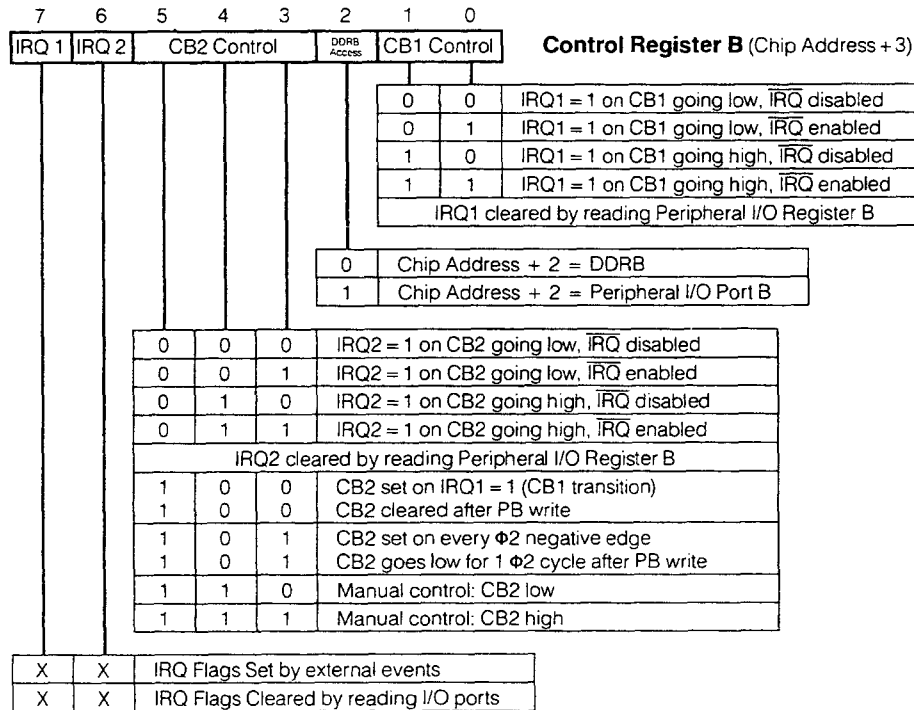 7 6 5 4 3 2 1 0
IRQ 1 IRQ 2 CB2 Control DDRB Access CB1 Control
Control Register B (Chip Address + 3)
0 0 IRQ1 = 1 on CB1 going low, I̅R̅Q̅ disabled
0 1 IRQ1 = 1 on CB1 going low, I̅R̅Q̅ enabled
1 0 IRQ1 = 1 on CB1 going high, I̅R̅Q̅ disabled
1 1 IRQ1 = 1 on CB1 going high, I̅R̅Q̅ enabled
IRQ1 cleared by reading Peripheral I/O Register B
0 Chip Address + 2 = DDRB
1 Chip Address + 2 = Peripheral I/O Port B
0 0 0 IRQ2 = 1 on CB2 going low, I̅R̅Q̅ disabled
0 0 1 IRQ2 = 1 on CB2 going low, I̅R̅Q̅ enabled
0 1 0 IRQ2 = 1 on CB2 going high, I̅R̅Q̅ disabled
0 1 1 IRQ2 = 1 on CB2 going high, I̅R̅Q̅ enabled
IRQ2 cleared by reading Peripheral I/O Register B
1 0 0 CB2 set on IRQ1 = 1 (CB1 transition)
1 0 0 CB2 cleared after PB write
1 0 1 CB2 set on every Φ2 negative edge
1 0 1 CB2 goes low for 1 Φ2 cycle after PB write
1 1 0 Manual control: CB2 low
1 1 1 Manual control: CB2 high
X X IRQ Flags Set by external events
X X IRQ Flags Cleared by reading I/O ports